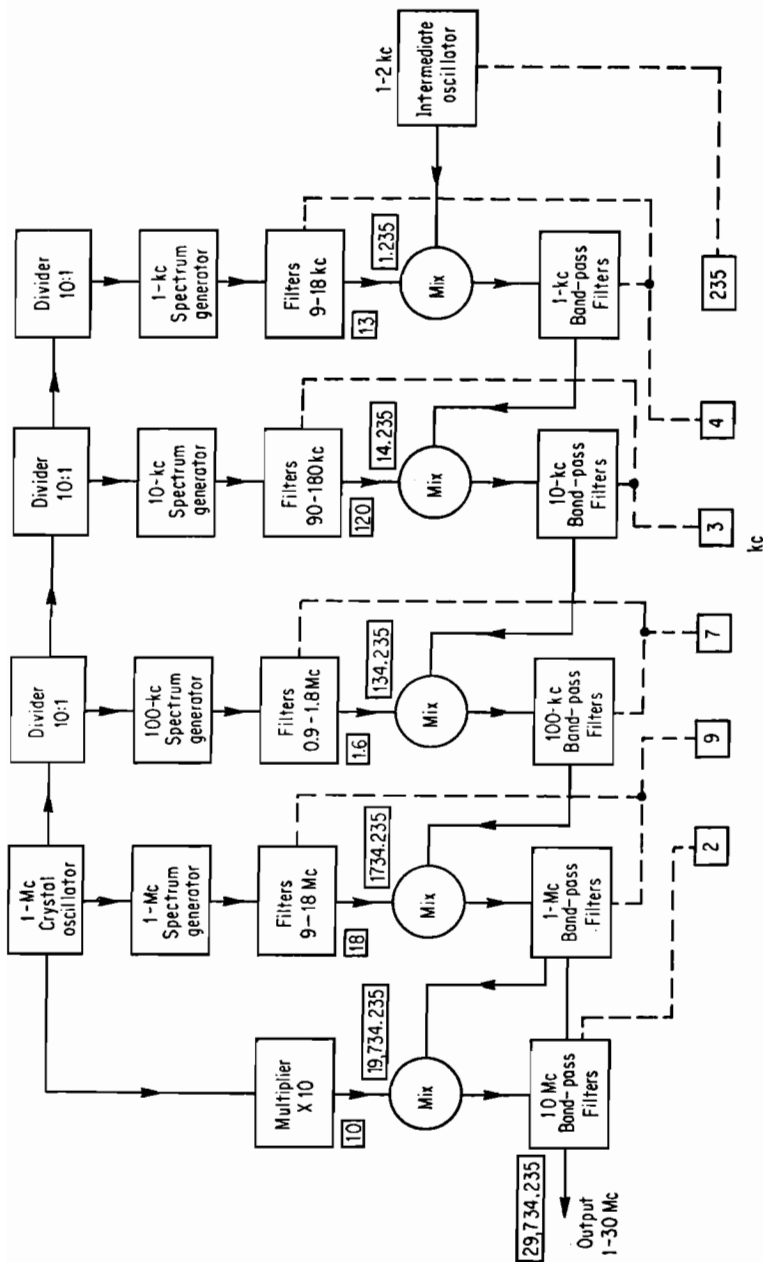 1-Mc
Crystal
oscillator
Divider
10:1
Divider
10:1
Divider
10:1
1-Mc
Spectrum
generator
100-kc
Spectrum
generator
10-kc
Spectrum
generator
1-kc
Spectrum
generator
Multiplier
X 10
Filters
9-18 Mc
Filters
0.9-1.8 Mc
Filters
90-180 kc
Filters
9-18 kc
1-2 kc
Intermediate
oscillator
10
18
1.6
120
13
19,734.235
1734.235
134.235
14.235
1.235
Mix
Mix
Mix
Mix
Mix
10 Mc
Band-pass
Filters
1-Mc
Band-pass
Filters
100-kc
Band-pass
Filters
10-kc
Band-pass
Filters
1-kc
Band-pass
Filters
29,734.235
Output
1-30 Mc
2
9
7
3
4
235
kc